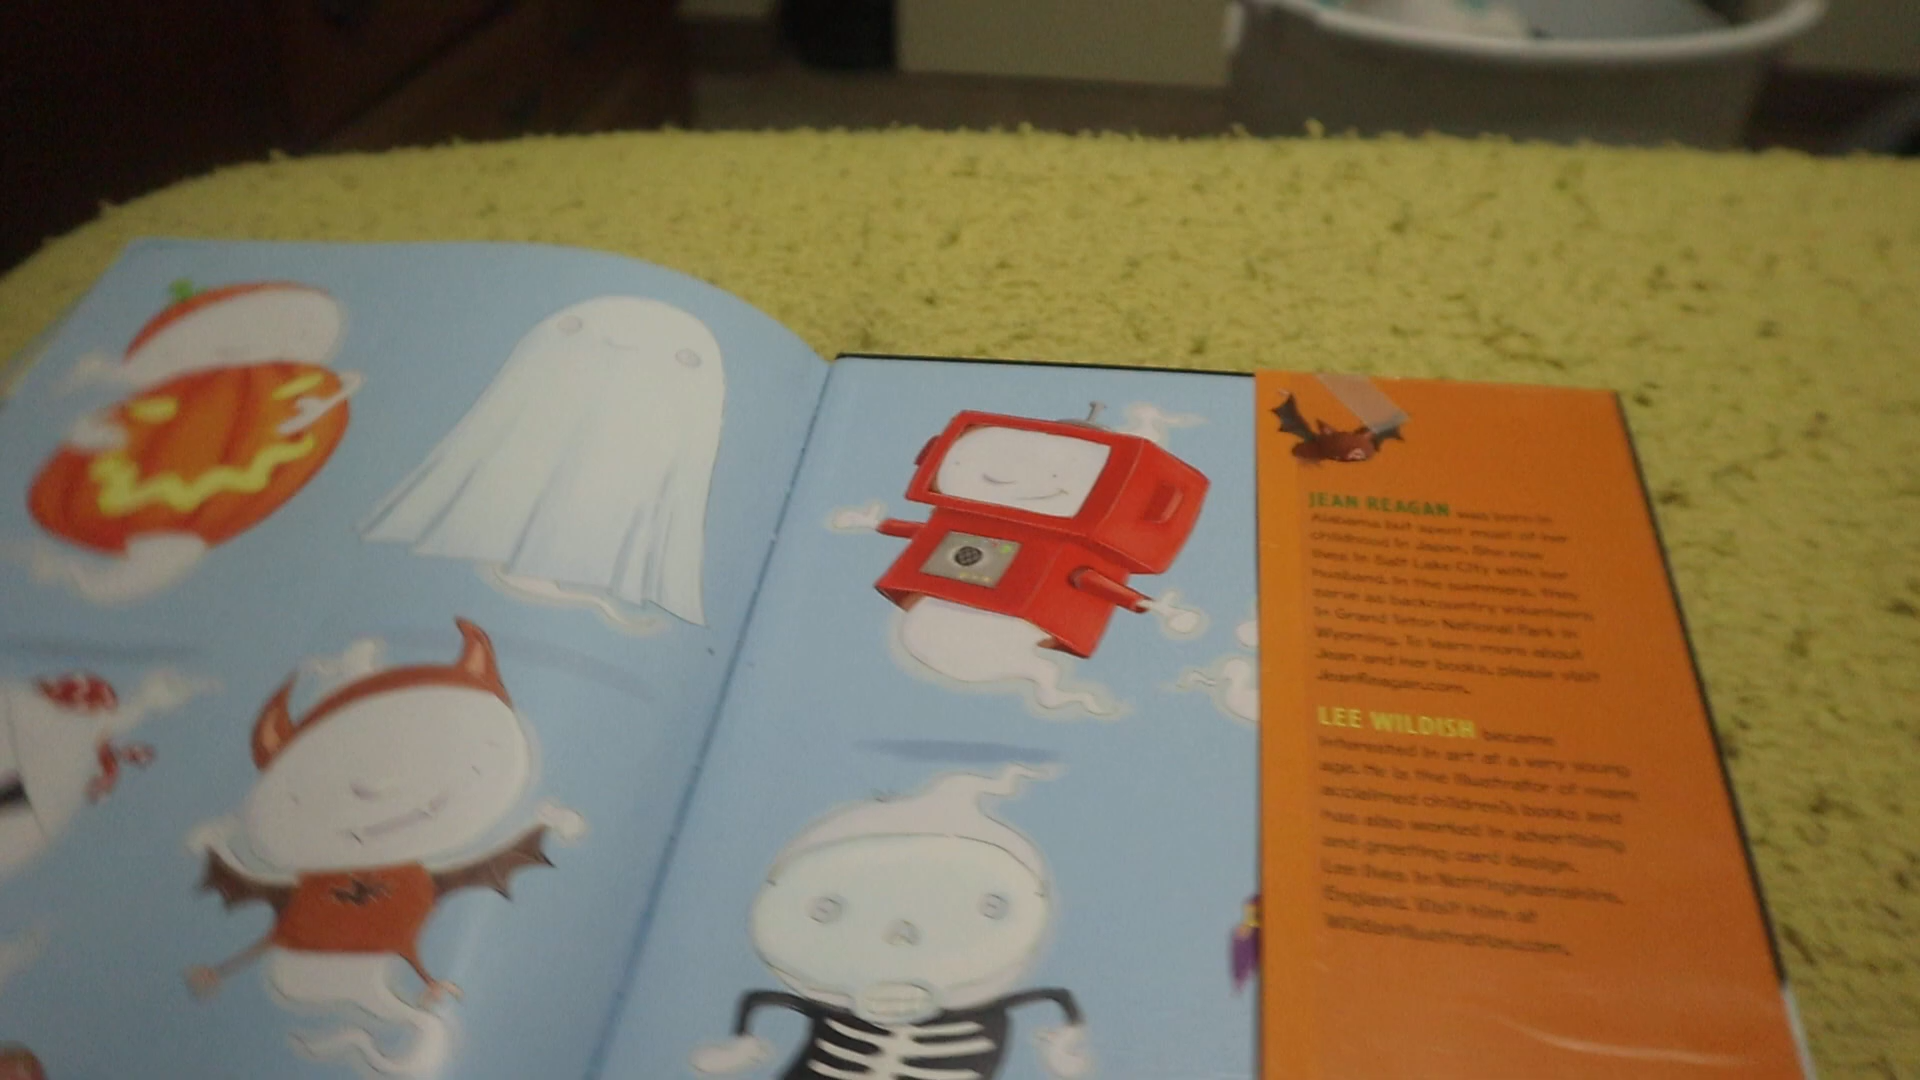 JEAN REAGAN was born in
Alabama but spent most of her
childhood in Japan. She now
lives in Salt Lake City with her
husband. In the summers, they
serve as backcountry volunteers
in Grand Teton National Park in
Wyoming. To learn more about
Jean and her books, please visit
JeanReagan.com.
LEE WILDISH became
interested in art at a very young
age. He is the illustrator of many
acclaimed children's books and
has also worked in advertising
and greeting card design.
Lee lives in Nottinghamshire,
England. Visit him at
WildishIllustration.com.